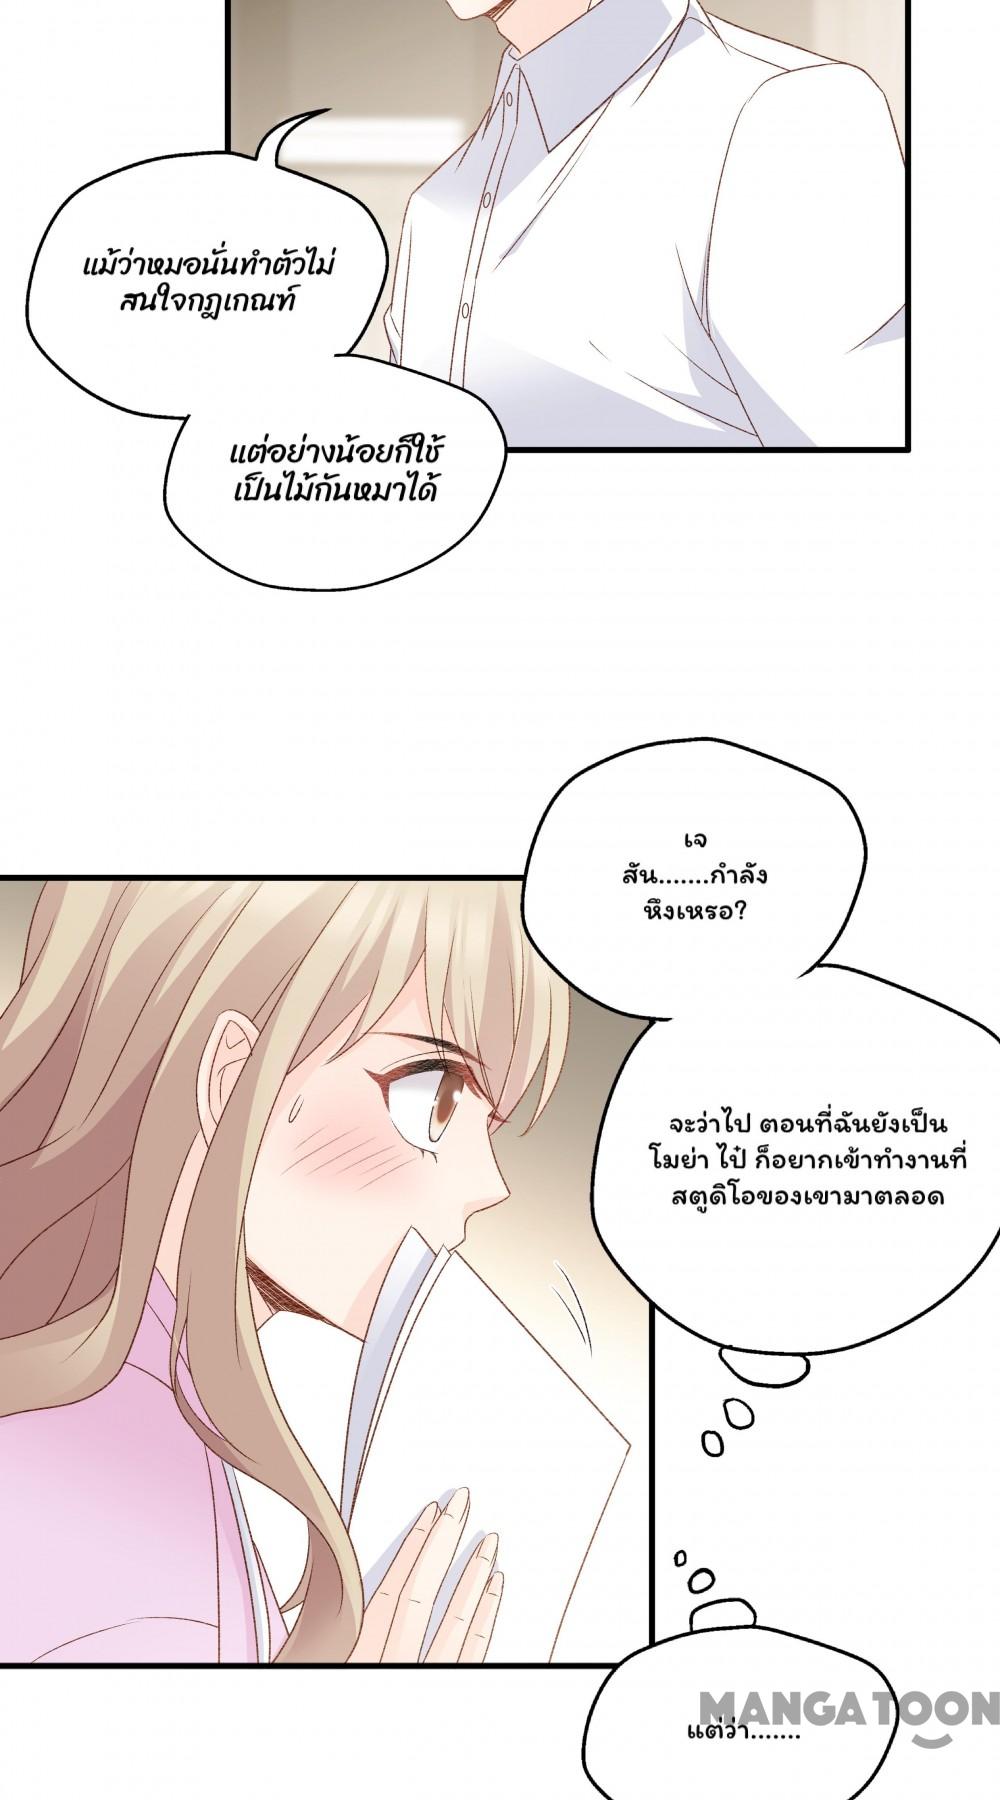 แม้ว่าหมอนั่นทำตัวไม่
สนใจกฎเกณฑ์
แต่อย่างน้อยก็ใช้
เป็นไม้กันหมาได้
เจ
สัน.......กำลัง
หึงเหรอ?
จะว่าไป ตอนที่ฉันยังเป็น
โมย่า ไป๋ ก็อยากเข้าทำงานที่
สตูดิโอของเขามาตลอด
MANGATOON
แต่ว่า.......